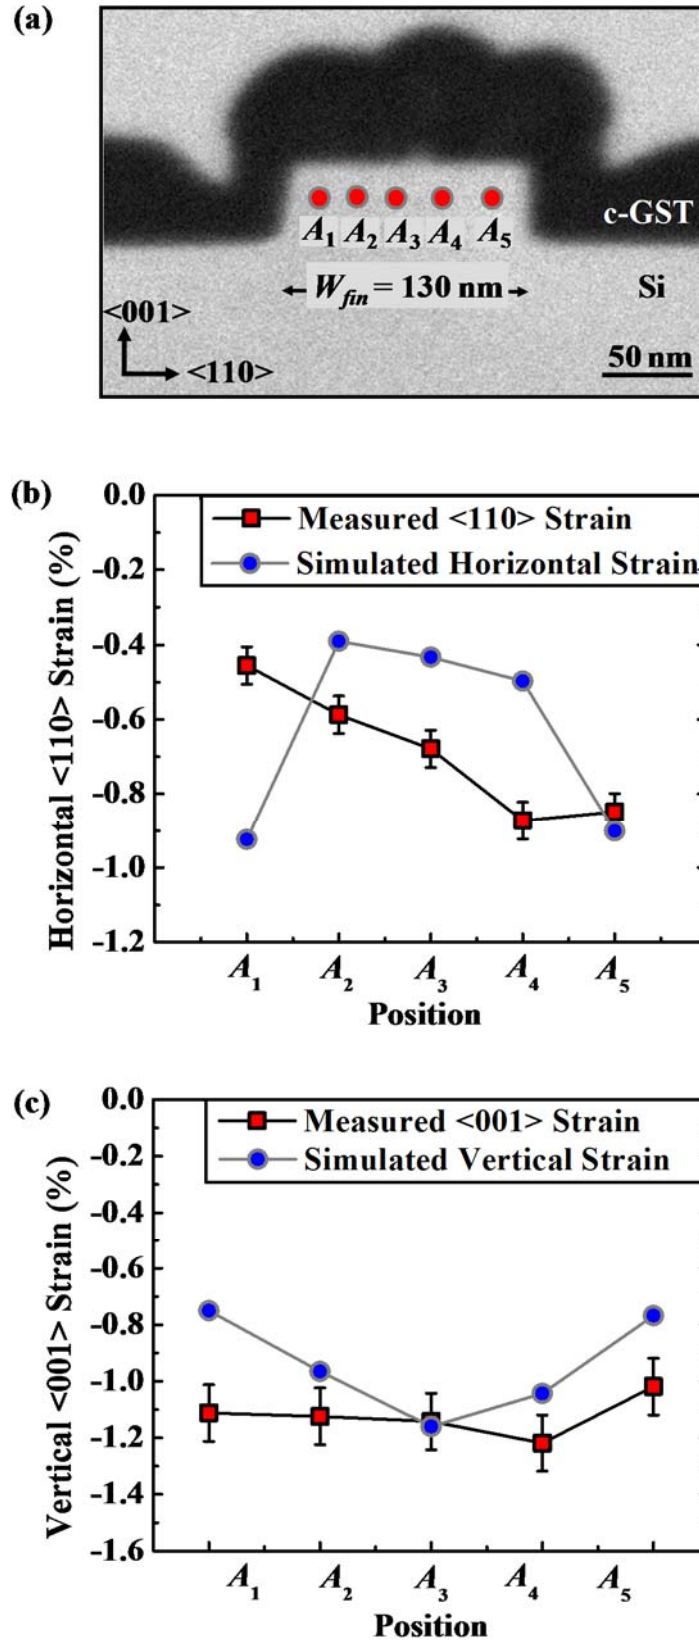 (a)
A1 A2 A3 A4 A5
c-GST
Wfin = 130 nm
Si
<001>
<110>
50 nm
(b)
Measured <110> Strain
Simulated Horizontal Strain
Horizontal <110> Strain (%)
0.0
-0.2
-0.4
-0.6
-0.8
-1.0
-1.2
A1 A2 A3 A4 A5
Position
(c)
Measured <001> Strain
Simulated Vertical Strain
Vertical <001> Strain (%)
0.0
-0.2
-0.4
-0.6
-0.8
-1.0
-1.2
-1.4
-1.6
A1 A2 A3 A4 A5
Position